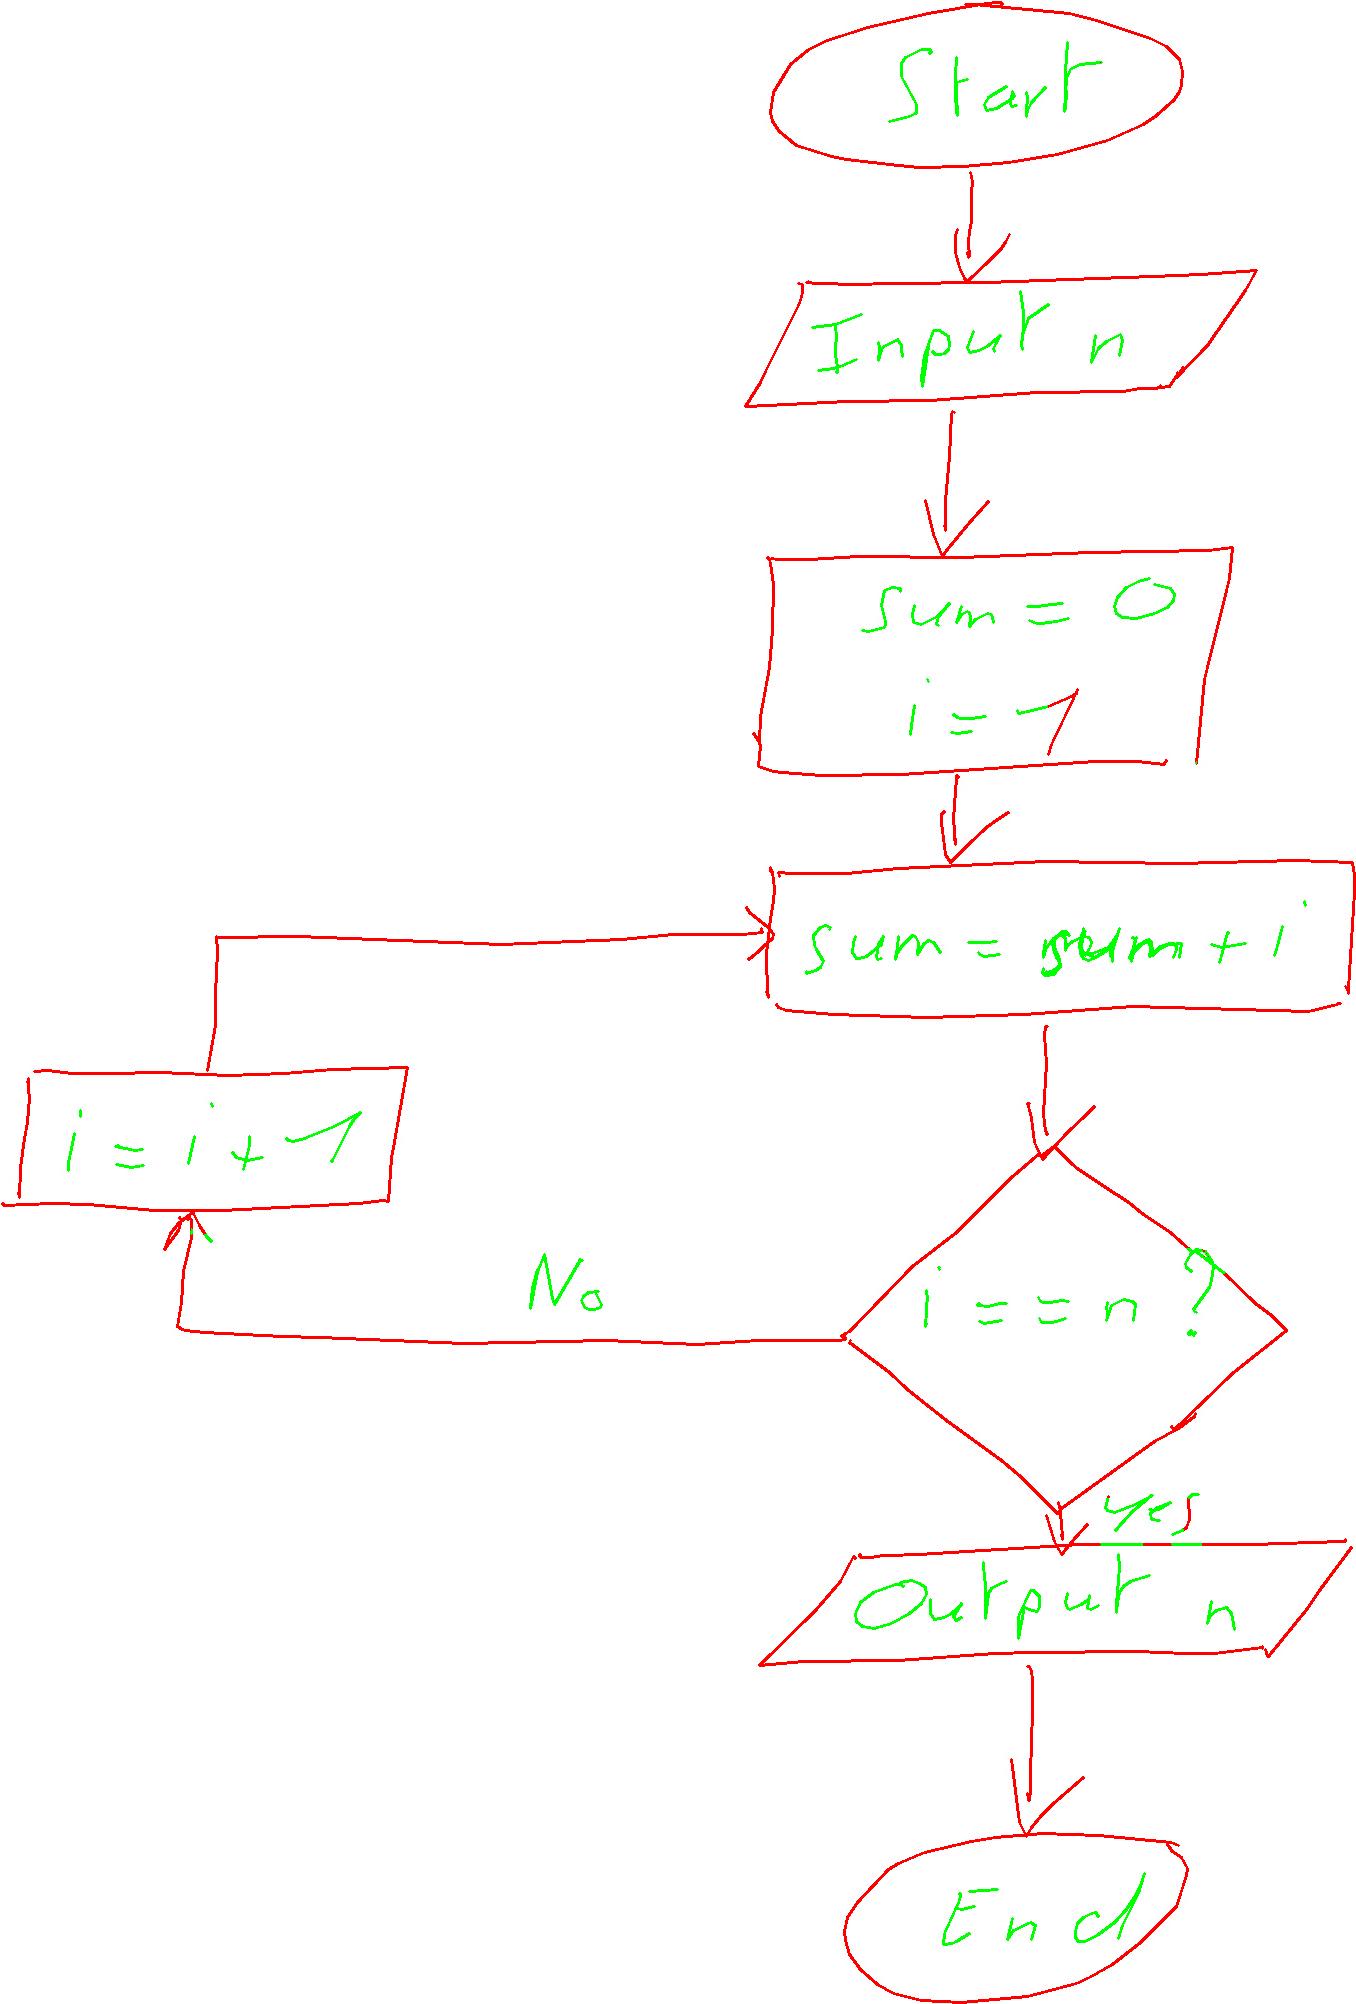 Start
Input n
sum = 0
i = 1
sum = sum + i
i = i + 1
No
i == n ?
yes
Output n
End